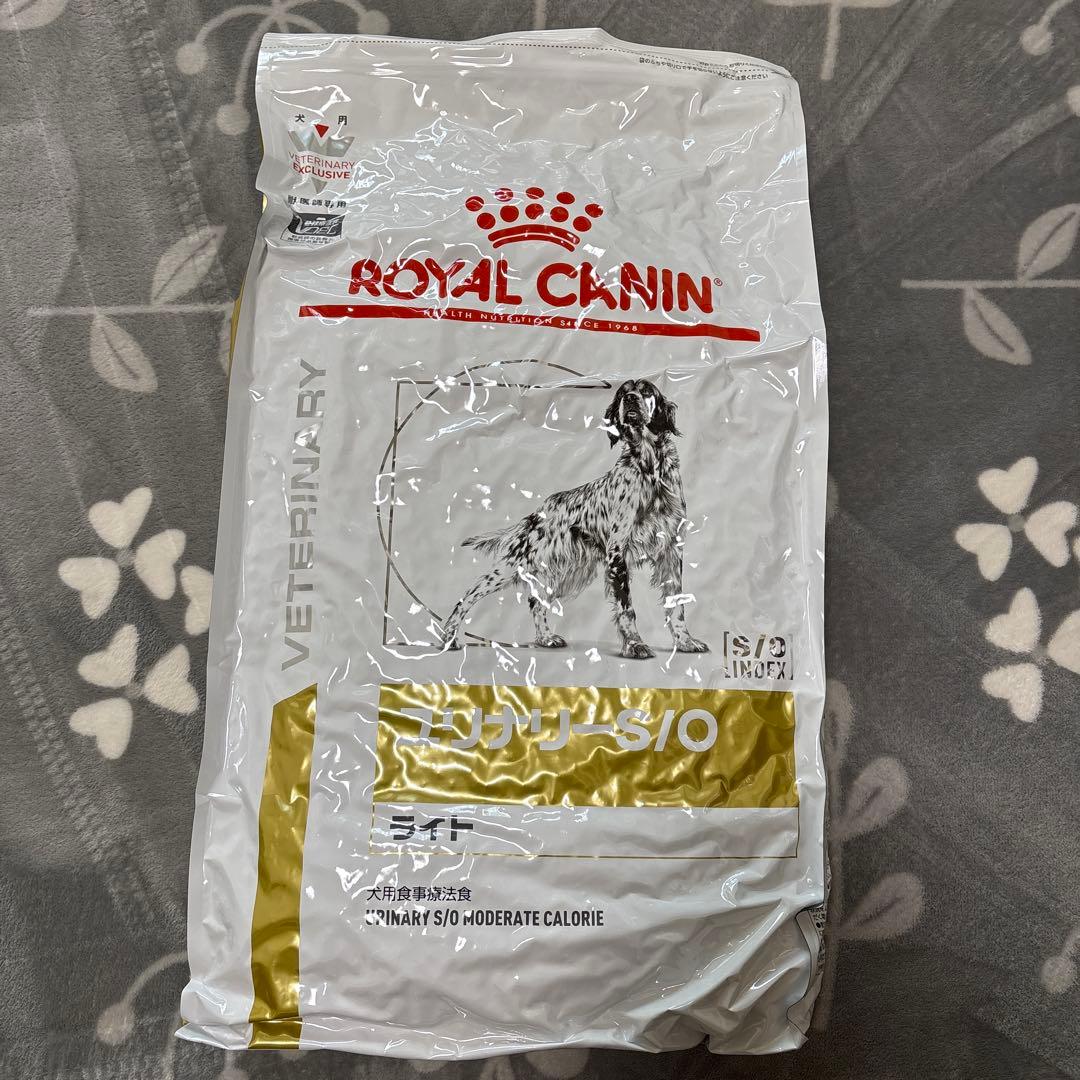 犬 用
VETERINARY
EXCLUSIVE
獣医師専用
ROYAL CANIN®
HEALTH NUTRITION SINCE 1968
VETERINARY
[S/O]
[INDEX]
ユリナリーS/O
ライト
犬用食事療法食
URINARY S/O MODERATE CALORIE